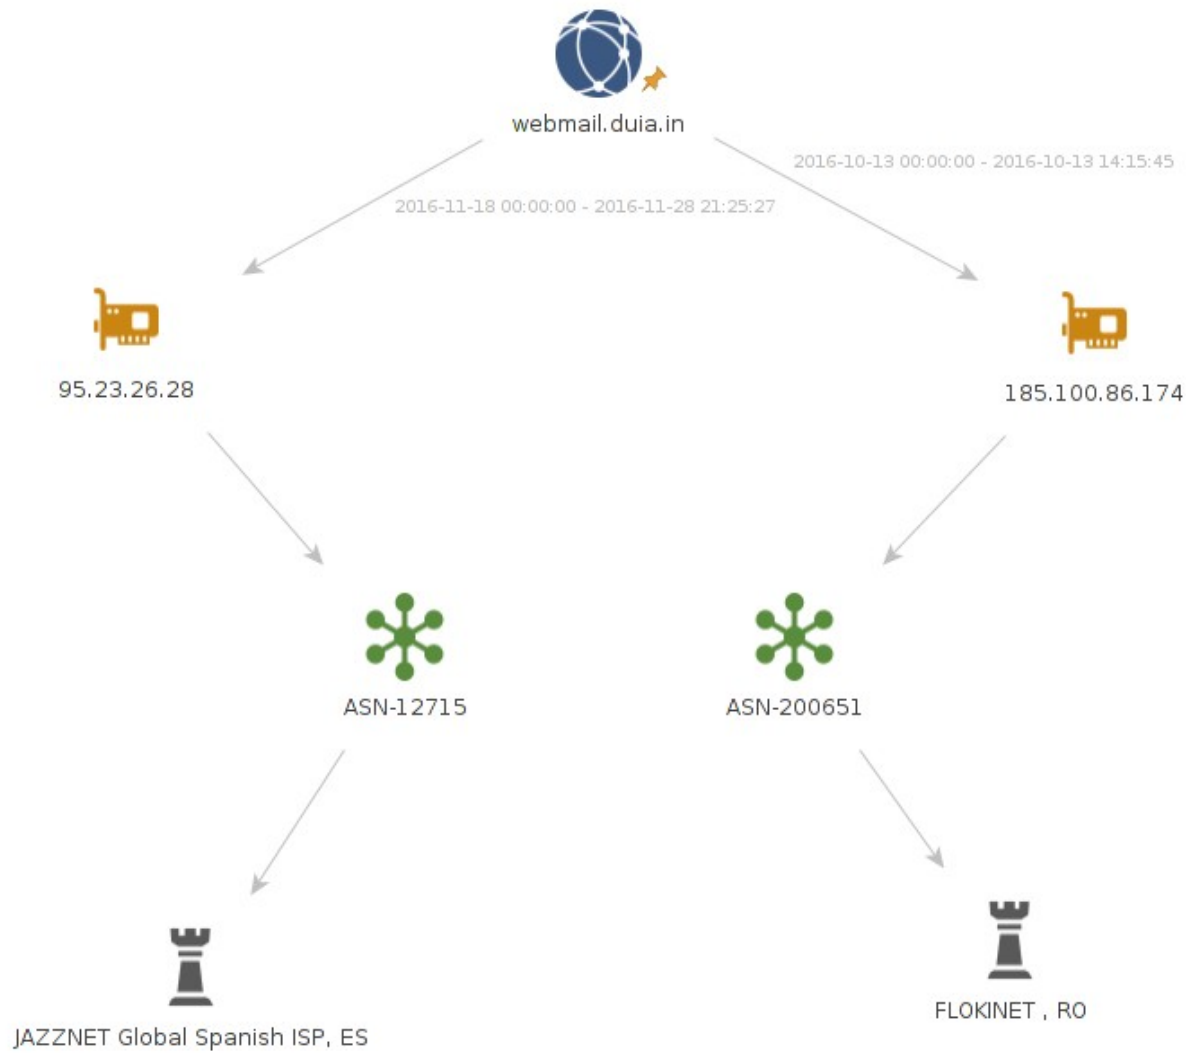 webmail.duia.in
2016-10-13 00:00:00 - 2016-10-13 14:15:45
2016-11-18 00:00:00 - 2016-11-28 21:25:27
95.23.26.28
185.100.86.174
ASN-12715
ASN-200651
FLOKINET , RO
JAZZNET Global Spanish ISP, ES